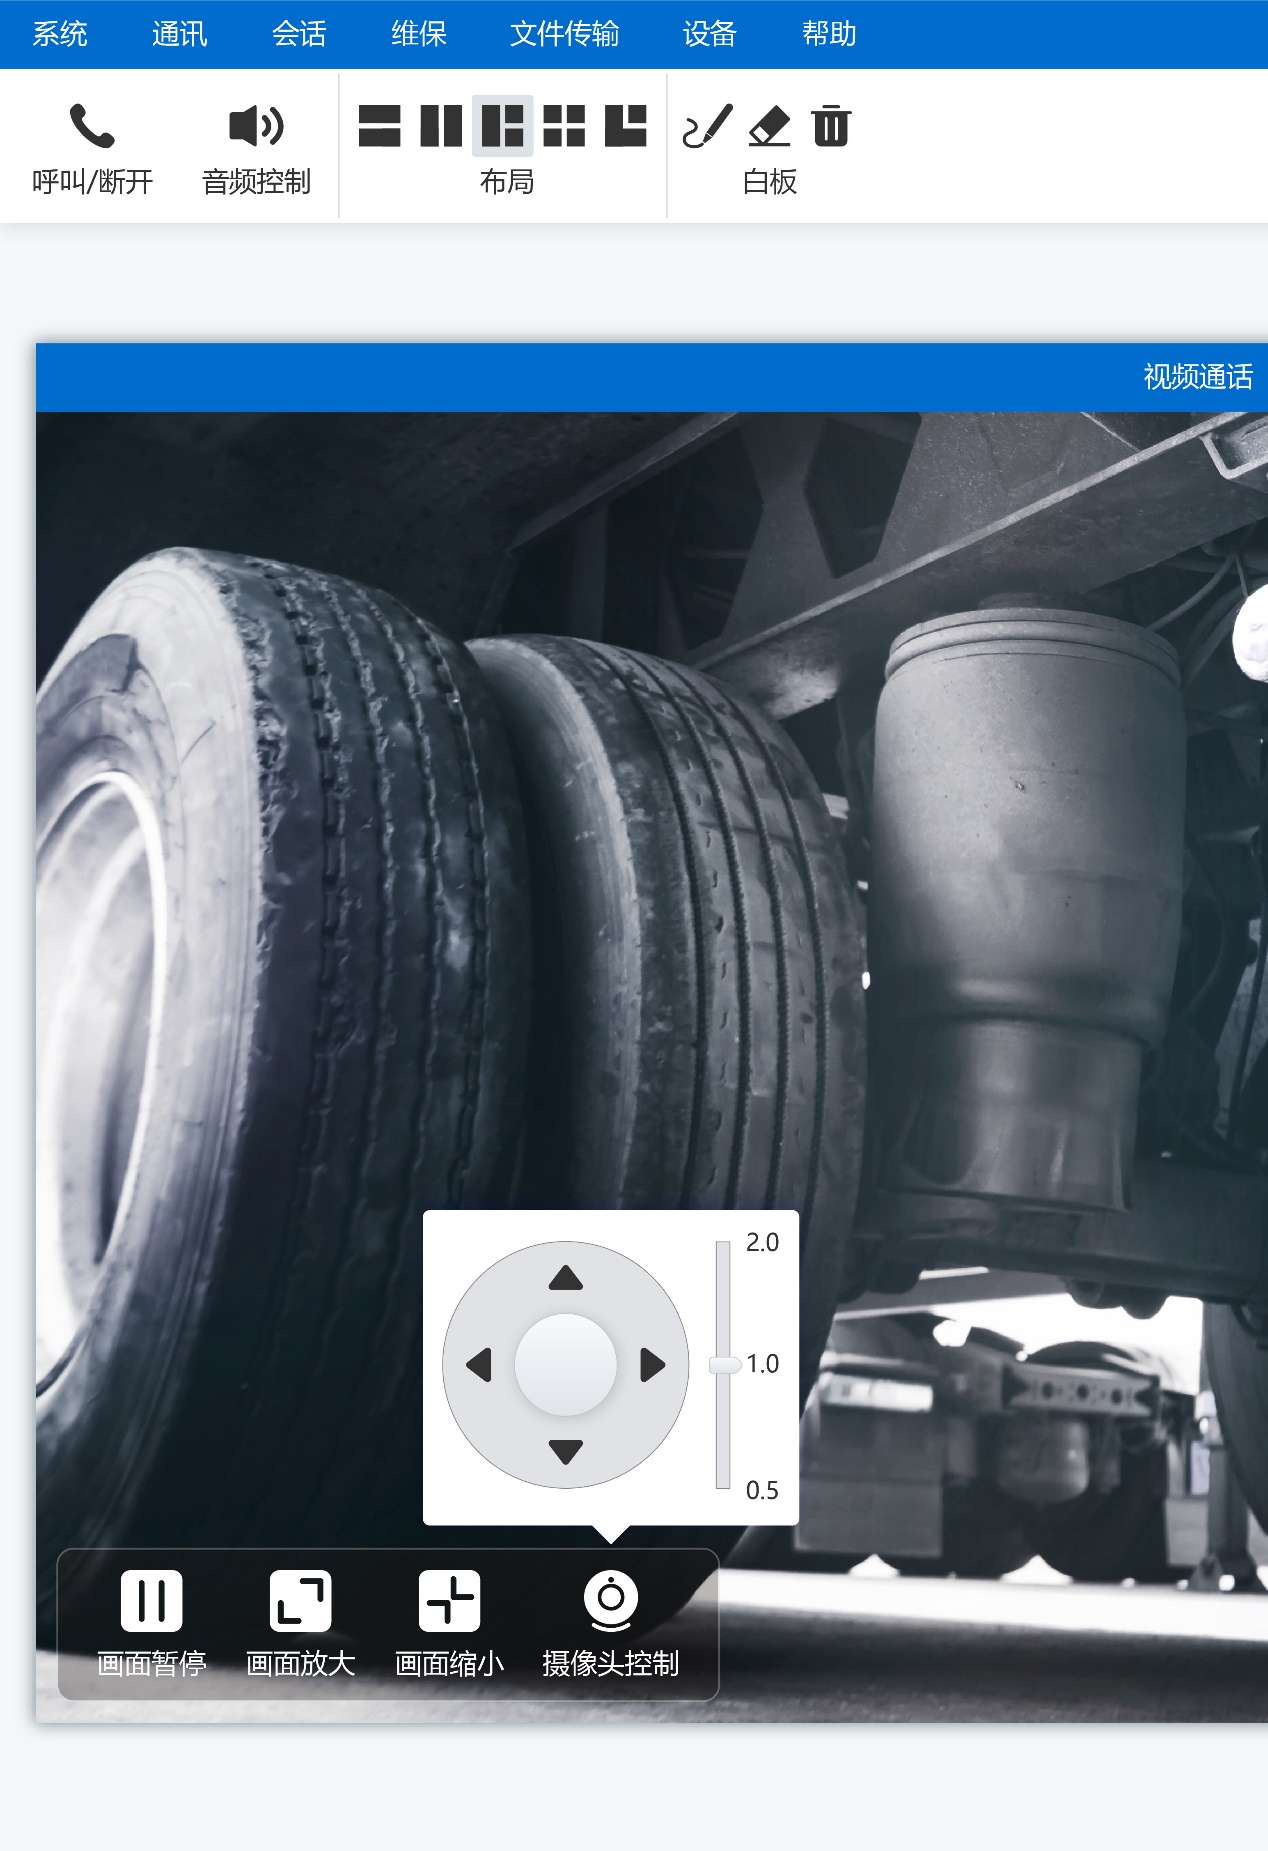 系统 通讯 会话 维保 文件传输 设备 帮助
呼叫/断开 音频控制 布局 白板
视频通话
2.0
1.0
0.5
画面暂停 画面放大 画面缩小 摄像头控制